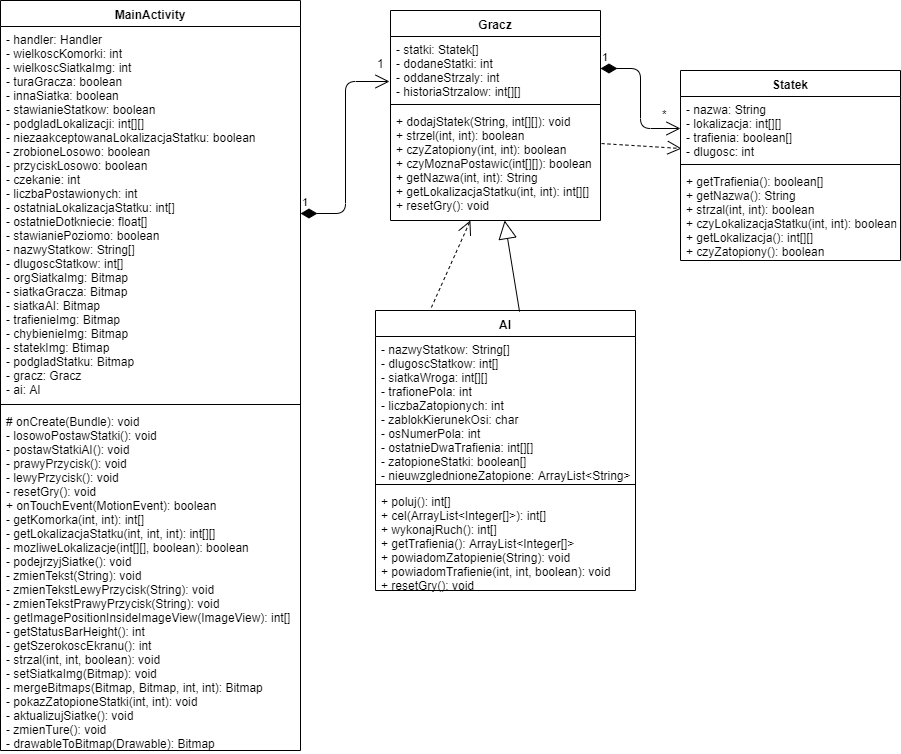 MainActivity
- handler: Handler
- wielkoscKomorki: int
- wielkoscSiatkaImg: int
- turaGracza: boolean
- innaSiatka: boolean
- stawianieStatkow: boolean
- podgladLokalizacji: int[][]
- niezaakceptowanaLokalizacjaStatku: boolean
- zrobioneLosowo: boolean
- przyciskLosowo: boolean
- czekanie: int
- liczbaPostawionych: int
- ostatniaLokalizacjaStatku: int[]
- ostatnieDotkniecie: float[]
- stawianiePoziomo: boolean
- nazwyStatkow: String[]
- dlugoscStatkow: int[]
- orgSiatkaImg: Bitmap
- siatkaGracza: Bitmap
- siatkaAI: Bitmap
- trafienieImg: Bitmap
- chybienieImg: Bitmap
- statekImg: Btimap
- podgladStatku: Bitmap
- gracz: Gracz
- ai: AI
# onCreate(Bundle): void
- losowoPostawStatki(): void
- postawStatkiAI(): void
- prawyPrzycisk(): void
- lewyPrzycisk(): void
- resetGry(): void
+ onTouchEvent(MotionEvent): boolean
- getKomorka(int, int): int[]
- getLokalizacjaStatku(int, int, int): int[][]
- mozliweLokalizacje(int[][], boolean): boolean
- podejrzyjSiatke(): void
- zmienTekst(String): void
- zmienTekstLewyPrzycisk(String): void
- zmienTekstPrawyPrzycisk(String): void
- getImagePositionInsideImageView(ImageView): int[]
- getStatusBarHeight(): int
- getSzerokoscEkranu(): int
- strzal(int, int, boolean): void
- setSiatkaImg(Bitmap): void
- mergeBitmaps(Bitmap, Bitmap, int, int): Bitmap
- pokazZatopioneStatki(int, int): void
- aktualizujSiatke(): void
- zmienTure(): void
- drawableToBitmap(Drawable): Bitmap
1
1
Gracz
- statki: Statek[]
- dodaneStatki: int
- oddaneStrzaly: int
- historiaStrzalow: int[][]
+ dodajStatek(String, int[][]): void
+ strzel(int, int): boolean
+ czyZatopiony(int, int): boolean
+ czyMoznaPostawic(int[][]): boolean
+ getNazwa(int, int): String
+ getLokalizacjaStatku(int, int): int[][]
+ resetGry(): void
1
*
Statek
- nazwa: String
- lokalizacja: int[][]
- trafienia: boolean[]
- dlugosc: int
+ getTrafienia(): boolean[]
+ getNazwa(): String
+ strzal(int, int): boolean
+ czyLokalizacjaStatku(int, int): boolean
+ getLokalizacja(): int[][]
+ czyZatopiony(): boolean
AI
- nazwyStatkow: String[]
- dlugoscStatkow: int[]
- siatkaWroga: int[][]
- trafionePola: int
- liczbaZatopionych: int
- zablokKierunekOsi: char
- osNumerPola: int
- ostatnieDwaTrafienia: int[][]
- zatopioneStatki: boolean[]
- nieuwzglednioneZatopione: ArrayList<String>
+ poluj(): int[]
+ cel(ArrayList<Integer[]>): int[]
+ wykonajRuch(): int[]
+ getTrafienia(): ArrayList<Integer[]>
+ powiadomZatopienie(String): void
+ powiadomTrafienie(int, int, boolean): void
+ resetGry(): void